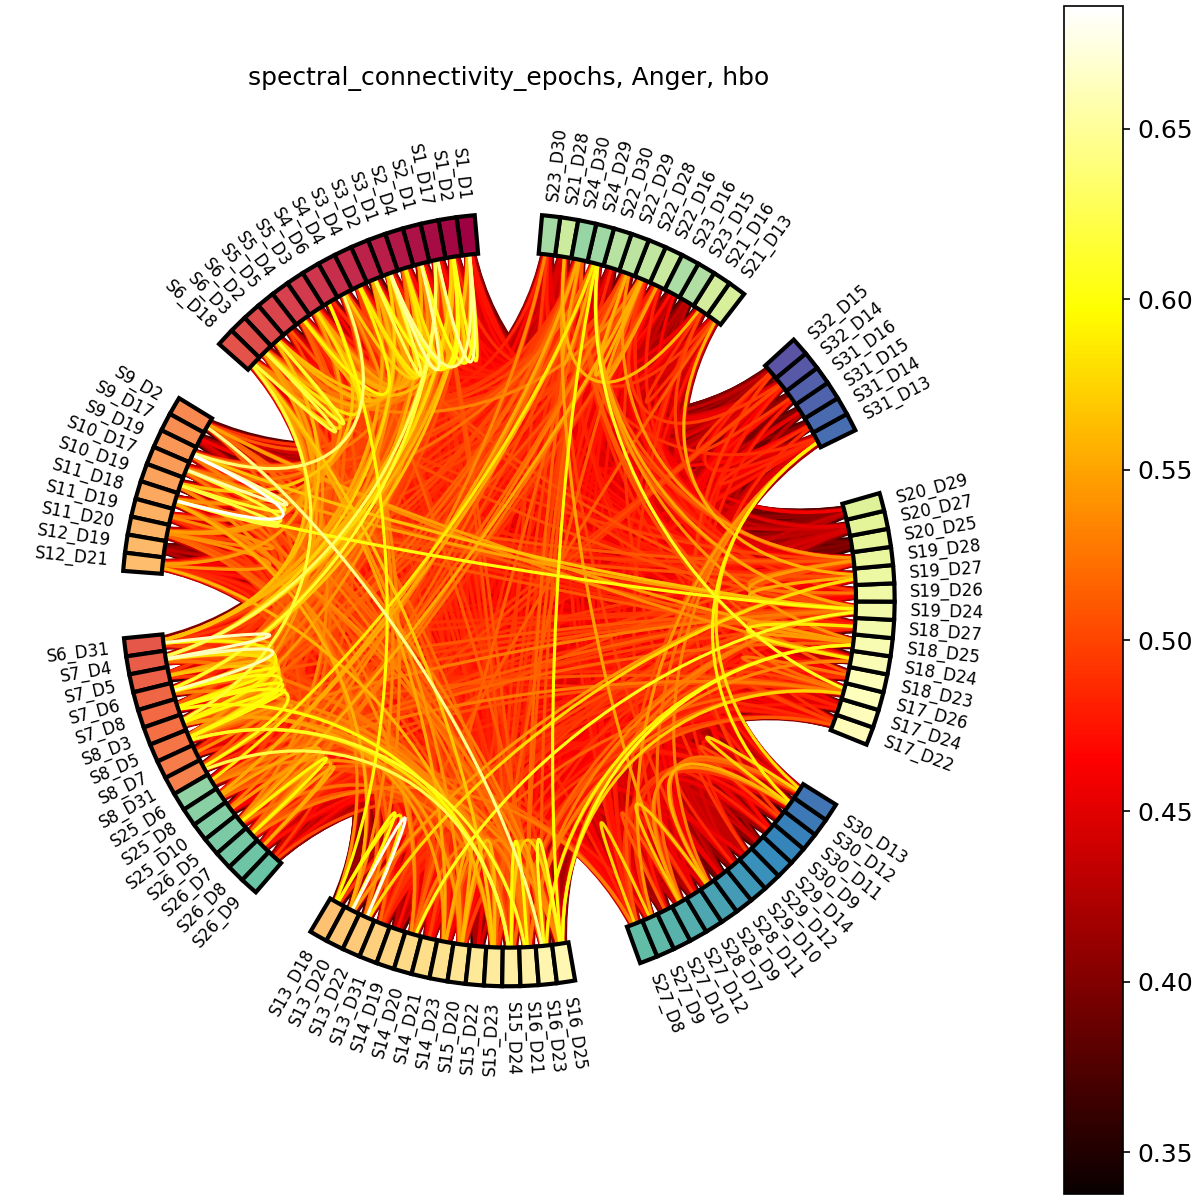 spectral_connectivity_epochs, Anger, hbo
S1_D1
S1_D2
S1_D17
S2_D1
S2_D4
S3_D1
S3_D2
S3_D4
S4_D4
S4_D6
S5_D3
S5_D4
S5_D5
S6_D2
S6_D3
S6_D18
S9_D2
S9_D17
S9_D19
S10_D17
S10_D19
S11_D18
S11_D19
S11_D20
S12_D19
S12_D21
S6_D31
S7_D4
S7_D5
S7_D6
S7_D8
S8_D3
S8_D5
S8_D7
S8_D31
S25_D6
S25_D8
S25_D10
S26_D5
S26_D7
S26_D8
S26_D9
S13_D18
S13_D20
S13_D22
S13_D31
S14_D19
S14_D20
S14_D21
S14_D23
S15_D20
S15_D22
S15_D23
S15_D24
S16_D21
S16_D23
S16_D25
S27_D8
S27_D9
S27_D10
S27_D12
S28_D7
S28_D9
S28_D11
S29_D10
S29_D12
S29_D14
S30_D9
S30_D11
S30_D12
S30_D13
S17_D22
S17_D24
S17_D26
S18_D23
S18_D24
S18_D25
S18_D27
S19_D24
S19_D26
S19_D27
S19_D28
S20_D25
S20_D27
S20_D29
S31_D13
S31_D14
S31_D15
S31_D16
S32_D14
S32_D15
S21_D13
S21_D16
S23_D15
S23_D16
S22_D16
S22_D28
S22_D29
S22_D30
S24_D29
S24_D30
S21_D28
S23_D30
0.65
0.60
0.55
0.50
0.45
0.40
0.35